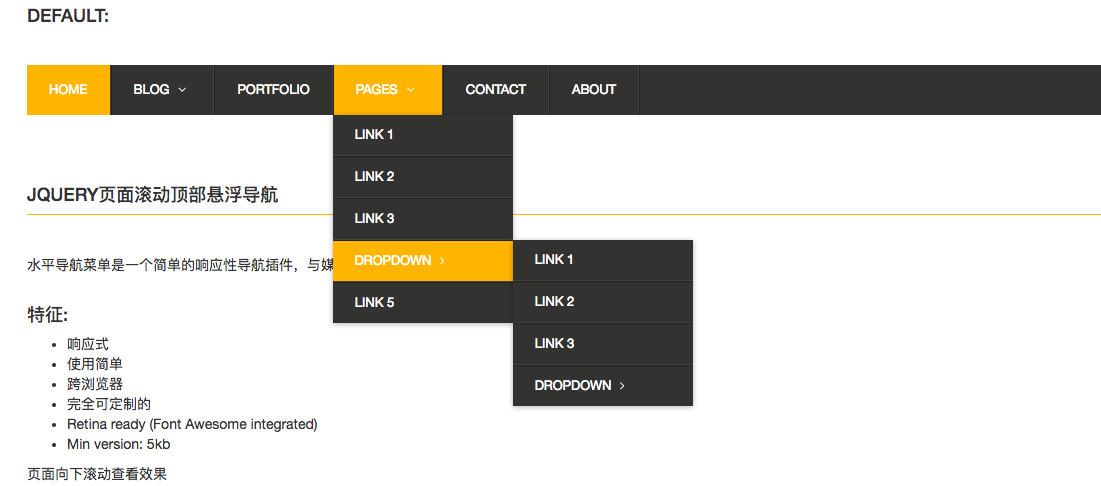 DEFAULT:
HOME BLOG PORTFOLIO PAGES CONTACT ABOUT
LINK 1
LINK 2
LINK 3
DROPDOWN
LINK 5
LINK 1
LINK 2
LINK 3
DROPDOWN
JQUERY页面滚动顶部悬浮导航
水平导航菜单是一个简单的响应性导航插件，与媒
特征:
响应式
使用简单
跨浏览器
完全可定制的
Retina ready (Font Awesome integrated)
Min version: 5kb
页面向下滚动查看效果